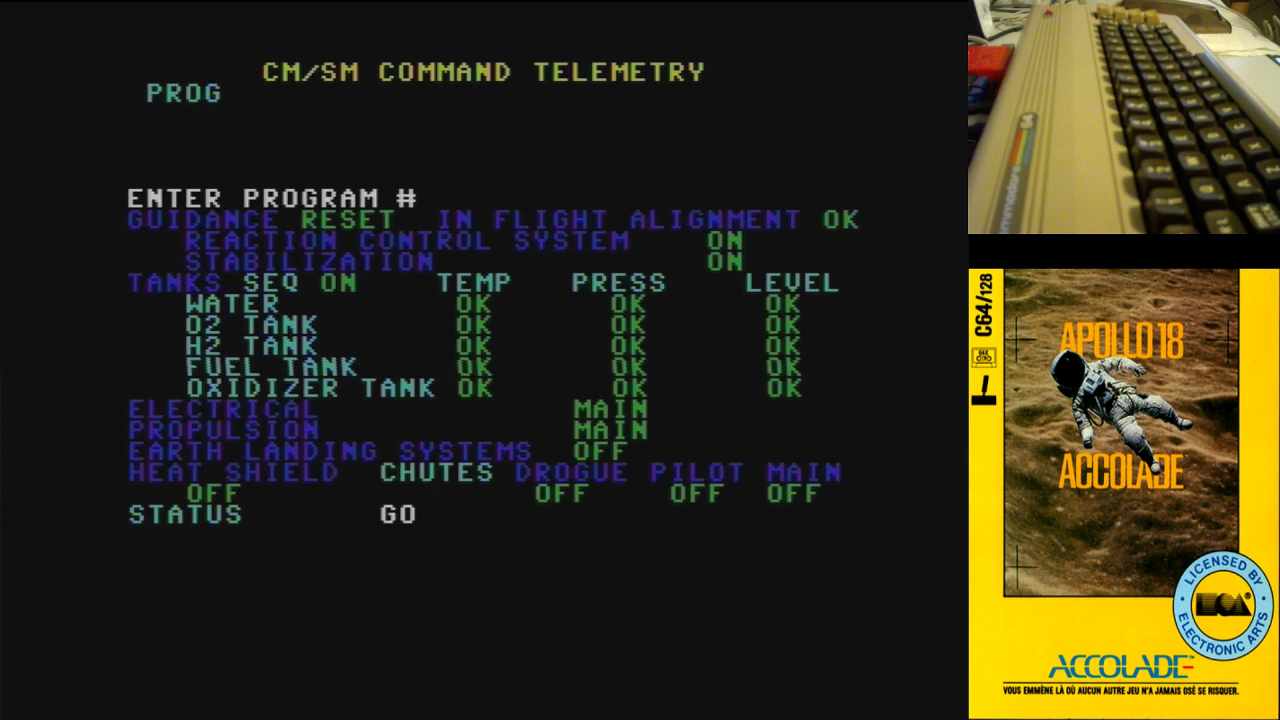 CM/SM COMMAND TELEMETRY
PROG
ENTER PROGRAM #
GUIDANCE RESET IN FLIGHT ALIGNMENT OK
REACTION CONTROL SYSTEM ON
STABILIZATION ON
TANKS SEQ ON TEMP PRESS LEVEL
WATER OK OK OK
O2 TANK OK OK OK
H2 TANK OK OK OK
FUEL TANK OK OK OK
OXIDIZER TANK OK OK OK
ELECTRICAL MAIN
PROPULSION MAIN
EARTH LANDING SYSTEMS OFF
HEAT SHIELD CHUTES DROGUE PILOT MAIN
OFF OFF OFF OFF
STATUS GO
64
C64/128
APOLLO 18
ACCOLADE
LICENSED BY
ELECTRONIC ARTS
ACCOLADE
VOUS EMMÈNE LÀ OÙ AUCUN AUTRE JEU N'A JAMAIS OSÉ SE RISQUER.